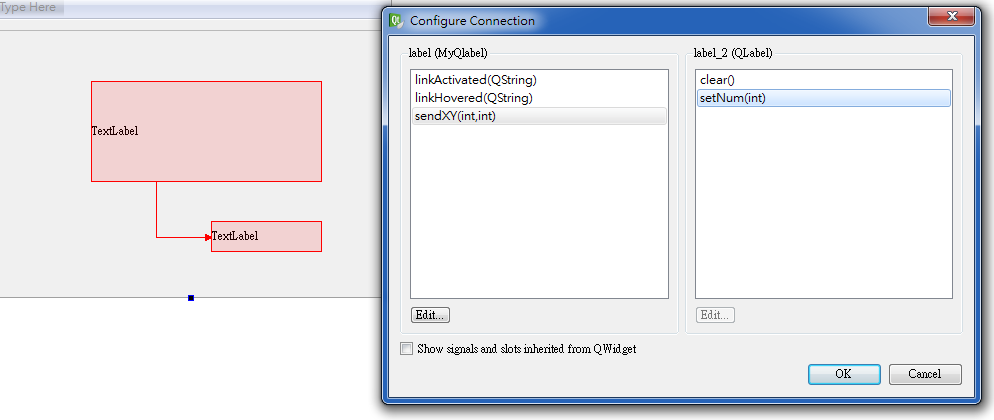 Type Here
TextLabel
TextLabel
Qt
Configure Connection
label (MyQlabel)
linkActivated(QString)
linkHovered(QString)
sendXY(int,int)
Edit...
label_2 (QLabel)
clear()
setNum(int)
Edit...
Show signals and slots inherited from QWidget
OK
Cancel